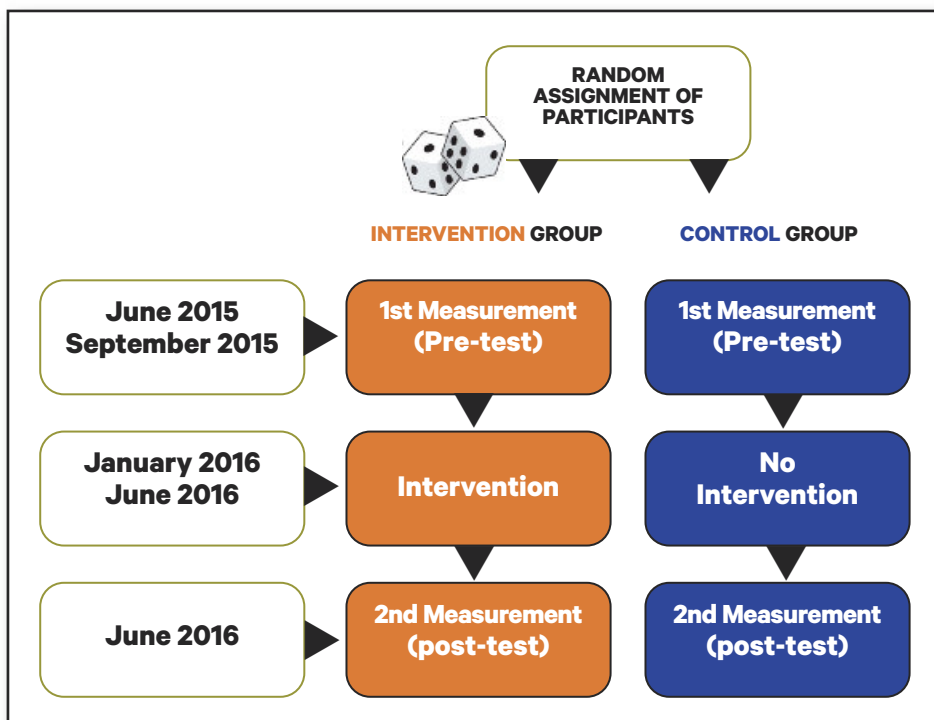 RANDOM
ASSIGNMENT OF
PARTICIPANTS
INTERVENTION GROUP
CONTROL GROUP
June 2015
September 2015
1st Measurement
(Pre-test)
1st Measurement
(Pre-test)
January 2016
June 2016
Intervention
No
Intervention
June 2016
2nd Measurement
(post-test)
2nd Measurement
(post-test)